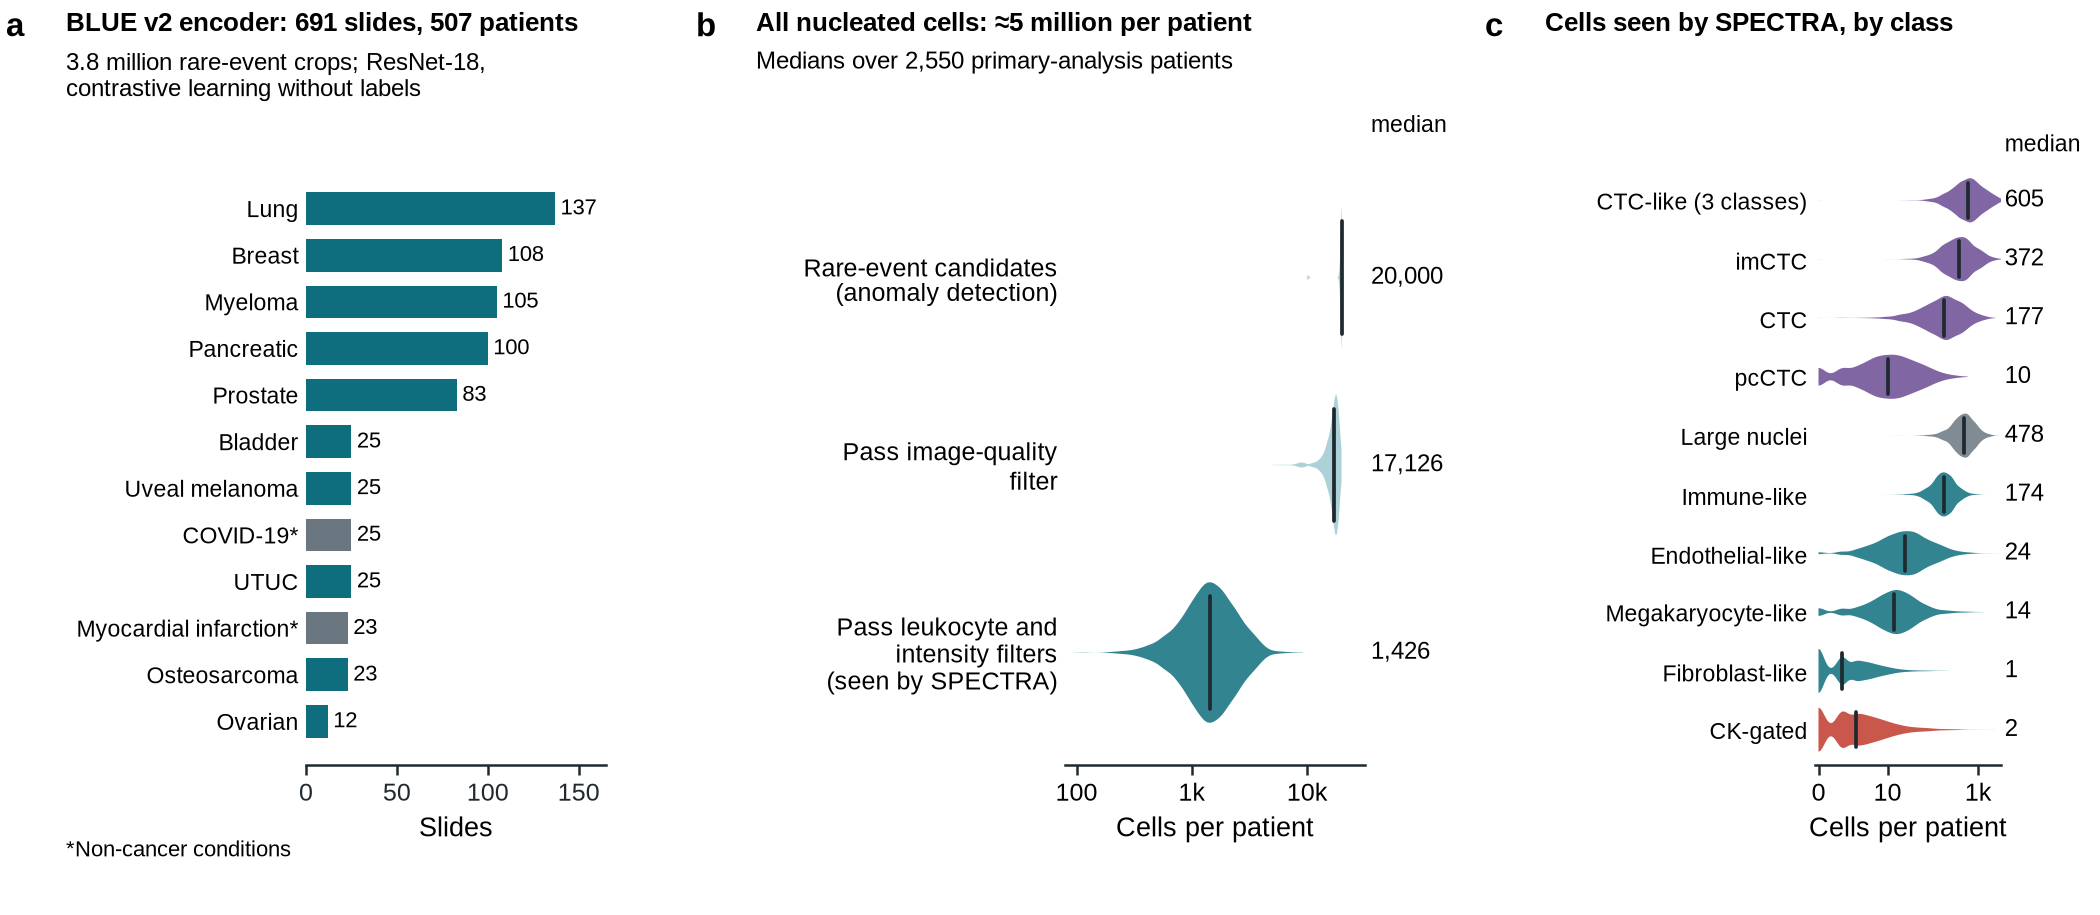 a
BLUE v2 encoder: 691 slides, 507 patients
3.8 million rare-event crops; ResNet-18,
contrastive learning without labels
Lung 137
Breast 108
Myeloma 105
Pancreatic 100
Prostate 83
Bladder 25
Uveal melanoma 25
COVID-19* 25
UTUC 25
Myocardial infarction* 23
Osteosarcoma 23
Ovarian 12
0 50 100 150
Slides
*Non-cancer conditions
b
All nucleated cells: ≈5 million per patient
Medians over 2,550 primary-analysis patients
median
Rare-event candidates
(anomaly detection)
20,000
Pass image-quality
filter
17,126
Pass leukocyte and
intensity filters
(seen by SPECTRA)
1,426
100 1k 10k
Cells per patient
c
Cells seen by SPECTRA, by class
median
CTC-like (3 classes) 605
imCTC 372
CTC 177
pcCTC 10
Large nuclei 478
Immune-like 174
Endothelial-like 24
Megakaryocyte-like 14
Fibroblast-like 1
CK-gated 2
0 10 1k
Cells per patient